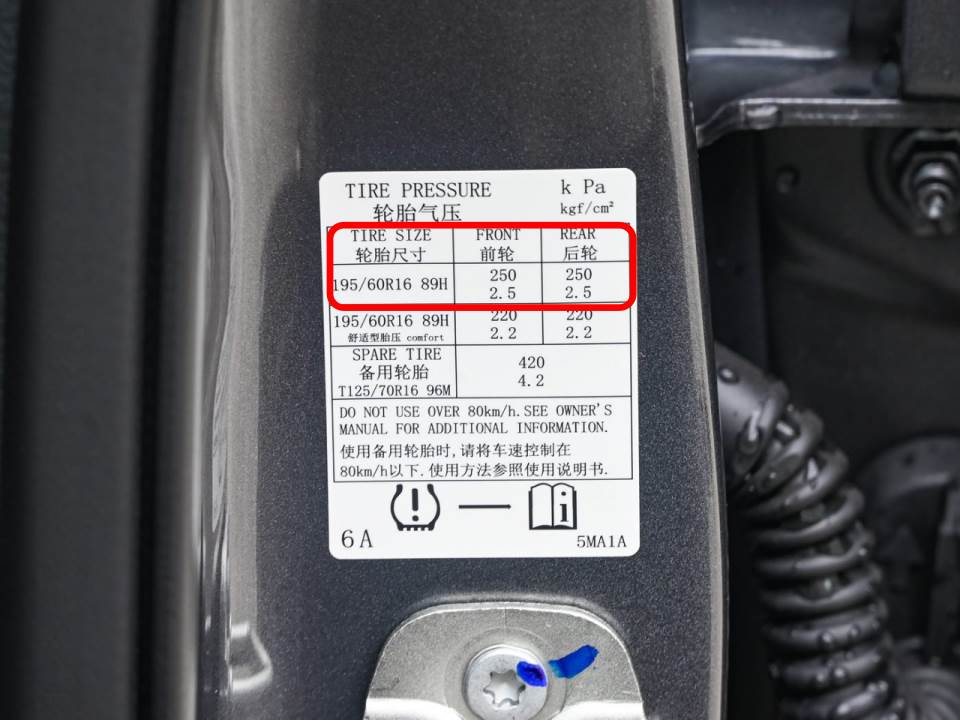 TIRE PRESSURE k Pa
轮胎气压 kgf/cm²
TIRE SIZE FRONT REAR
轮胎尺寸 前轮 后轮
195/60R16 89H 250 250
2.5 2.5
195/60R16 89H 220 220
舒适型胎压 comfort 2.2 2.2
SPARE TIRE
备用轮胎 420
T125/70R16 96M 4.2
DO NOT USE OVER 80km/h.SEE OWNER'S
MANUAL FOR ADDITIONAL INFORMATION.
使用备用轮胎时,请将车速控制在
80km/h以下.使用方法参照使用说明书.
6A 5MA1A